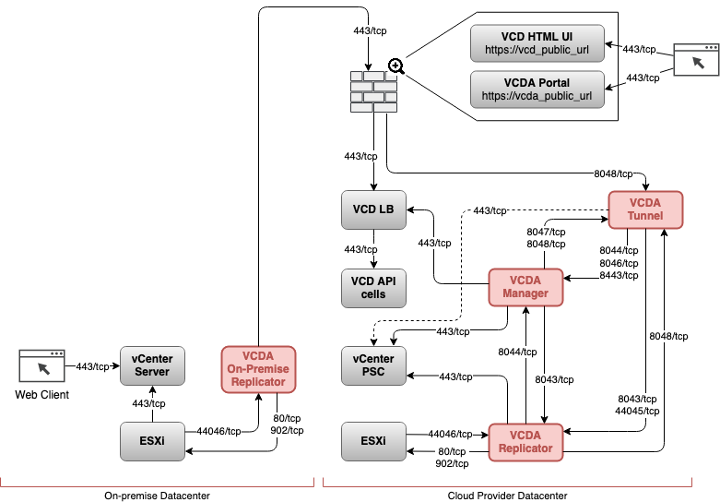 443/tcp
VCD HTML UI
https://vcd_public_url
443/tcp
443/tcp
VCDA Portal
https://vcda_public_url
443/tcp
8048/tcp
VCD LB
443/tcp
VCDA
Tunnel
443/tcp
443/tcp
8047/tcp
8048/tcp
8044/tcp
8046/tcp
8443/tcp
VCD API
cells
VCDA
Manager
443/tcp
8048/tcp
8044/tcp
Web Client
443/tcp
vCenter
Server
VCDA
On-Premise
Replicator
vCenter
PSC
443/tcp
8043/tcp
8043/tcp
44045/tcp
443/tcp
ESXi
44046/tcp
80/tcp
902/tcp
ESXi
44046/tcp
80/tcp
902/tcp
VCDA
Replicator
On-premise Datacenter
Cloud Provider Datacenter